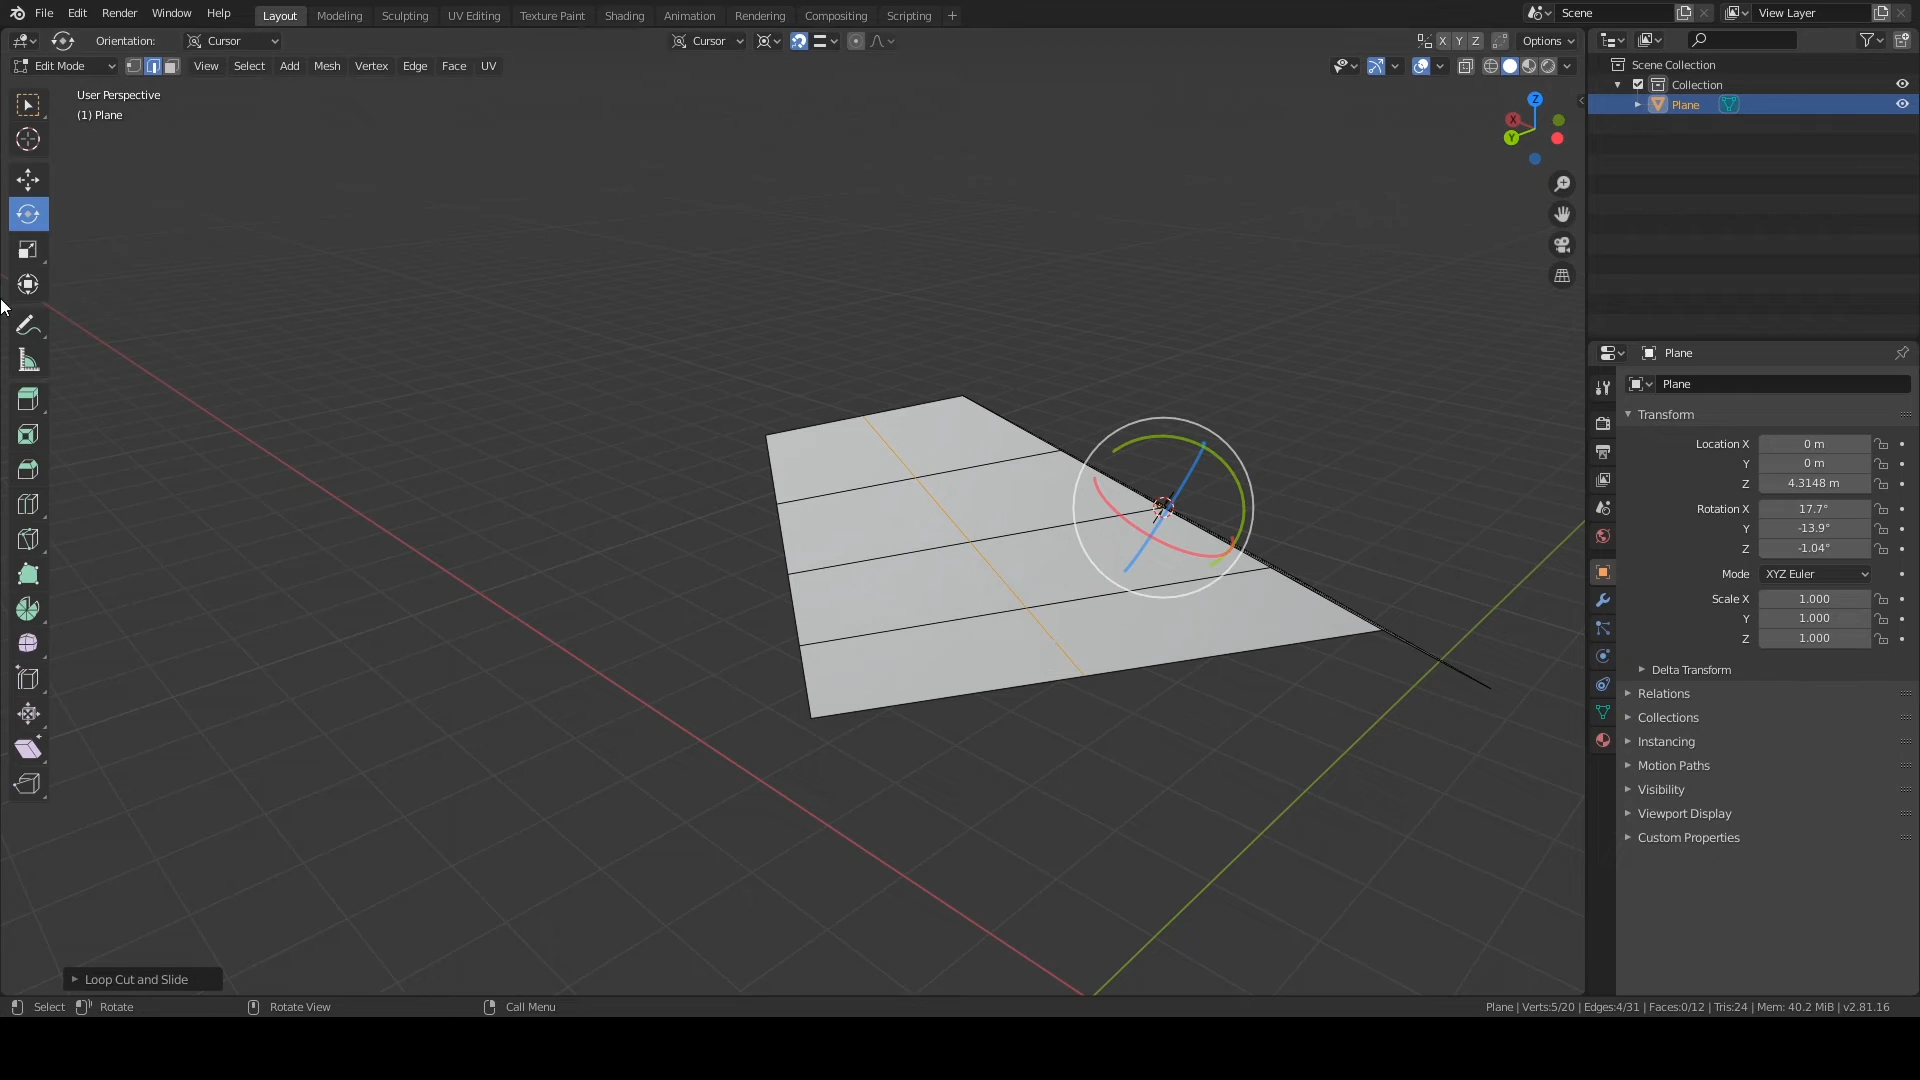 File Edit Render Window Help Layout Modeling Sculpting UV Editing Texture Paint Shading Animation Rendering Compositing Scripting + Scene View Layer
Orientation: Cursor Cursor X Y Z Options
Edit Mode View Select Add Mesh Vertex Edge Face UV
User Perspective
(1) Plane
Z
X
Y
Scene Collection
Collection
Plane
Plane
Plane
Transform
Location X 0 m
Y 0 m
Z 4.3148 m
Rotation X 17.7°
Y -13.9°
Z -1.04°
Mode XYZ Euler
Scale X 1.000
Y 1.000
Z 1.000
Delta Transform
Relations
Collections
Instancing
Motion Paths
Visibility
Viewport Display
Custom Properties
Loop Cut and Slide
Select Rotate Rotate View Call Menu Plane | Verts:5/20 | Edges:4/31 | Faces:0/12 | Tris:24 | Mem: 40.2 MiB | v2.81.16